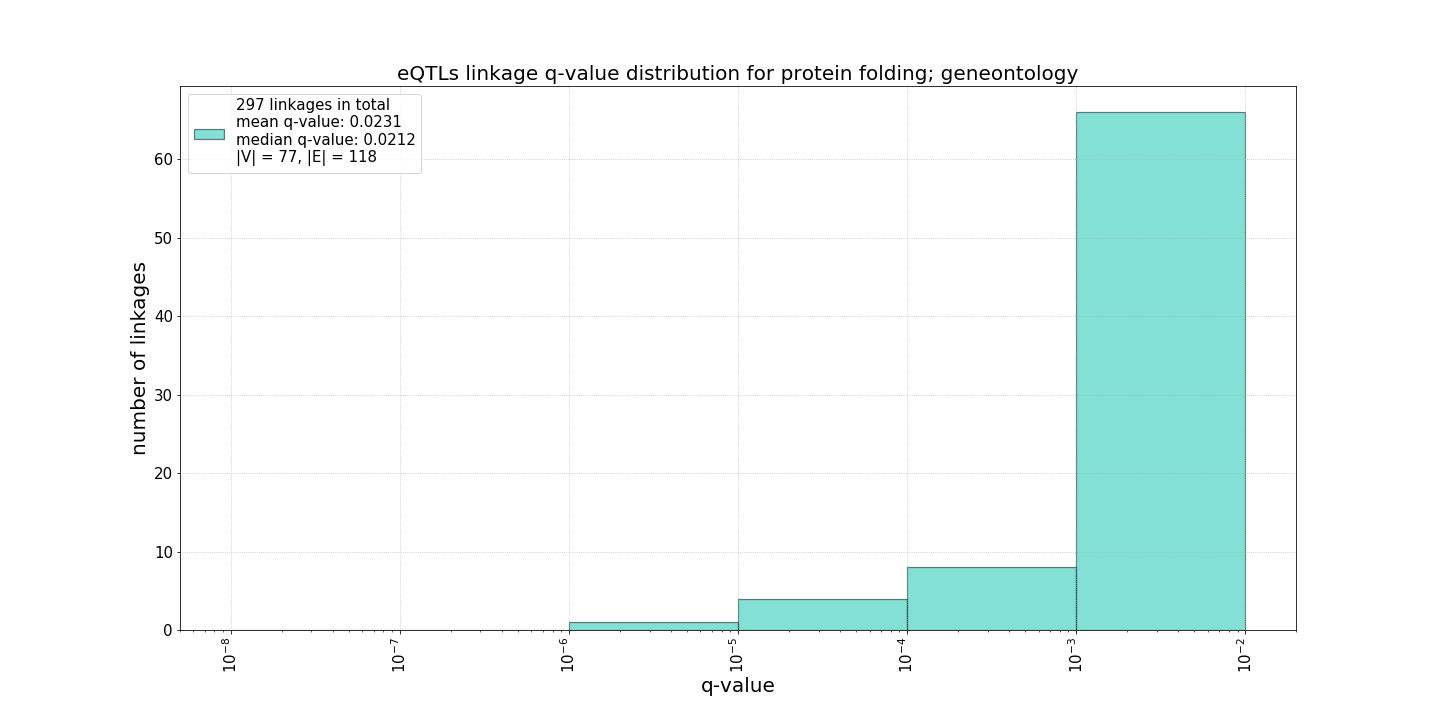 eQTLs linkage q-value distribution for protein folding; geneontology
297 linkages in total
mean q-value: 0.0231
median q-value: 0.0212
|V| = 77, |E| = 118
number of linkages
60
50
40
30
20
10
0
10⁻⁸
10⁻⁷
10⁻⁶
10⁻⁵
10⁻⁴
10⁻³
10⁻²
q-value